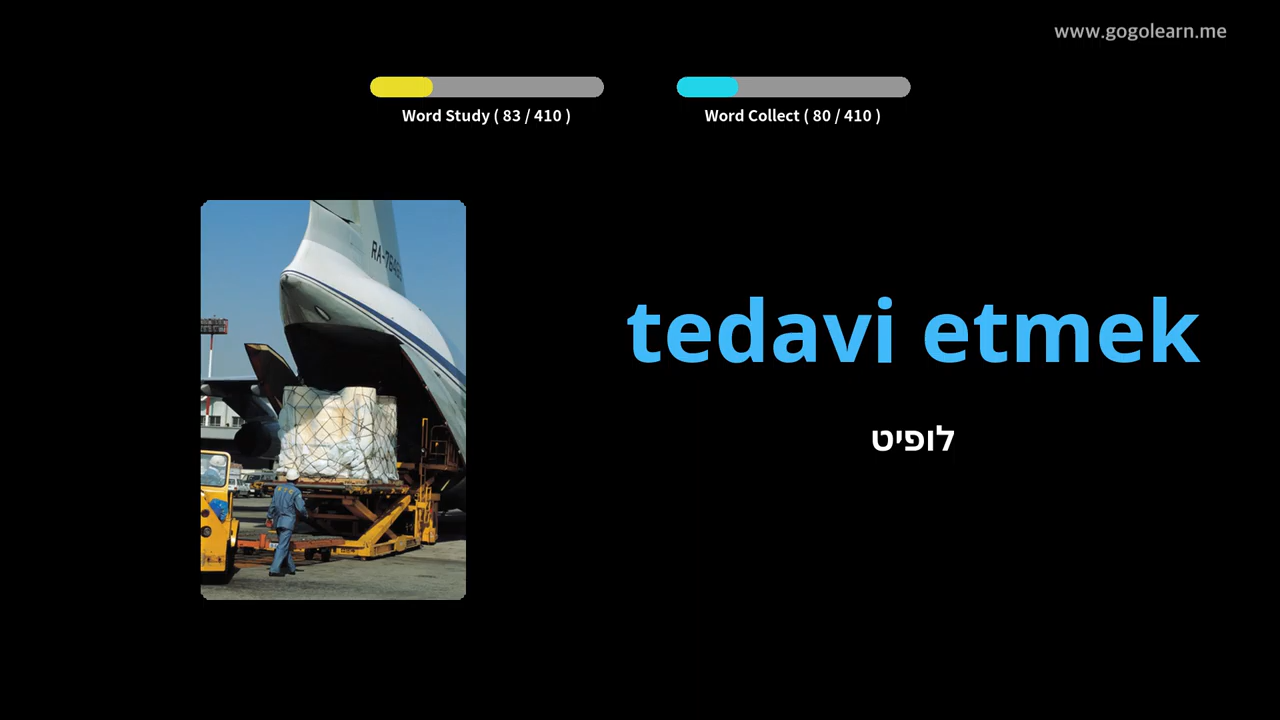 www.gogolearn.me
Word Study ( 83 / 410 )
Word Collect ( 80 / 410 )
tedavi etmek
לופיט